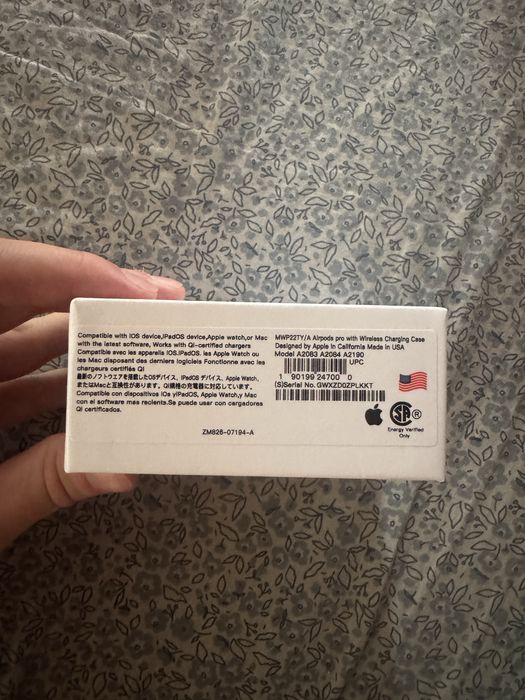 Compatible with IOS device,iPadOS device,Apple Watch,or Mac
with the latest software, Works with Qi-certified chargers
Compatible avec les apparells IOS.IPadOS. les Apple Watch ou
les Mac disposant des derniers logiciels Fonctionne avec les
chargeurs certifiés Qi
最新のソフトウエアを搭載したOSデバイス、iPadOS デバイス、Apple Watch,
またはMacと互換性があります。Qi規格の充電器に対応しています。
Compatible con dispositivos iOs yiPadOS, Apple Watch,y Mac
con el software más recients.Se puede usar con cargadores
Qi certificados.
ZM826-07194-A
MWP22TY/A Airpods pro with Wireless Charging Case
Designed by Apple in California Made in USA
Model A2083 A2084 A2190
UPC
1 90199 24700 0
(S)Serial No. GWXZD0ZPLKKT
SA ®
Energy Verified
Only